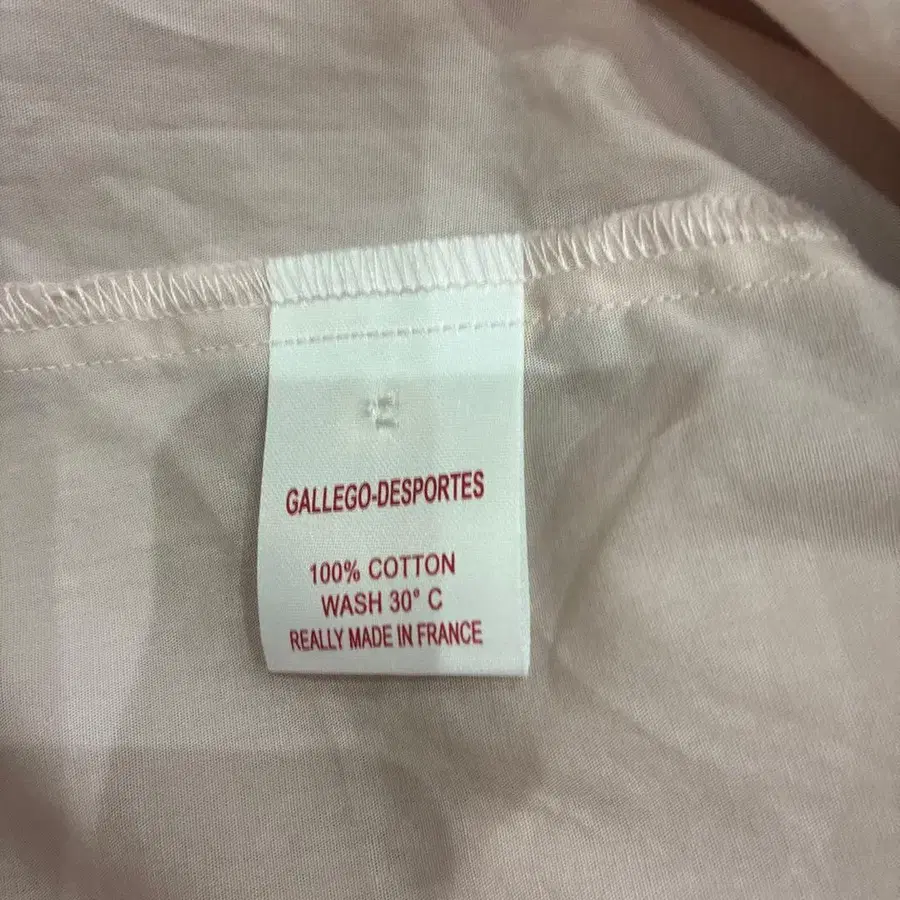 GALLEGO-DESPORTES
100% COTTON
WASH 30° C
REALLY MADE IN FRANCE